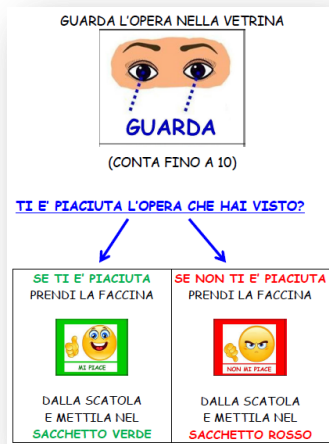 GUARDA L'OPERA NELLA VETRINA
GUARDA
(CONTA FINO A 10)
TI E' PIACIUTA L'OPERA CHE HAI VISTO?
SE TI E' PIACIUTA
PRENDI LA FACCINA
MI PIACE
DALLA SCATOLA
E METTILA NEL
SACCHETTO VERDE
SE NON TI E' PIACIUTA
PRENDI LA FACCINA
NON MI PIACE
DALLA SCATOLA
E METTILA NEL
SACCHETTO ROSSO